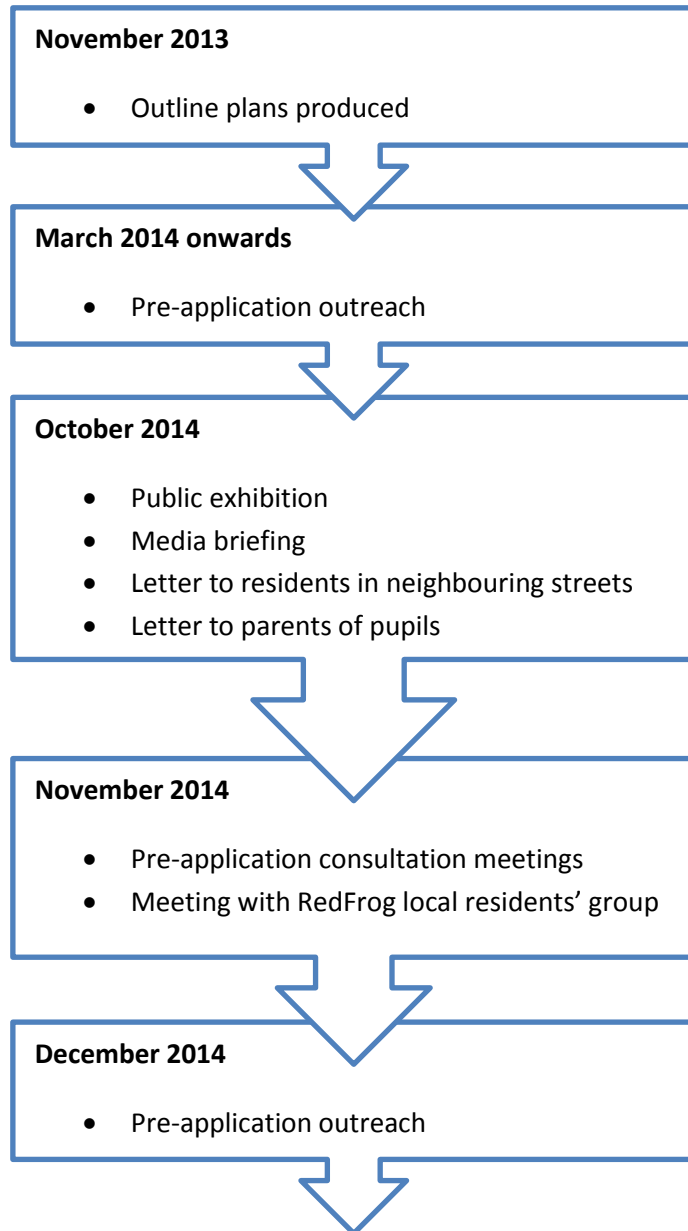 November 2013
• Outline plans produced
March 2014 onwards
• Pre-application outreach
October 2014
• Public exhibition
• Media briefing
• Letter to residents in neighbouring streets
• Letter to parents of pupils
November 2014
• Pre-application consultation meetings
• Meeting with RedFrog local residents’ group
December 2014
• Pre-application outreach